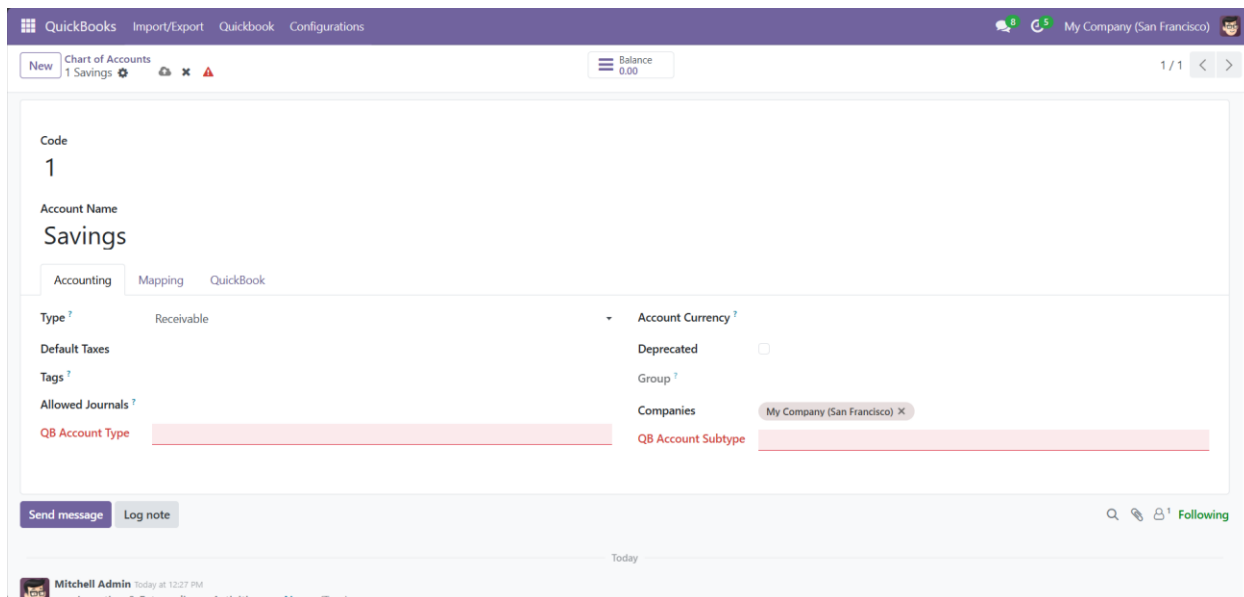 QuickBooks Import/Export Quickbook Configurations 8 5 My Company (San Francisco)
New Chart of Accounts Balance 1 / 1
1 Savings 0.00
Code
1
Account Name
Savings
Accounting Mapping QuickBook
Type ? Receivable Account Currency ?
Default Taxes Deprecated
Tags ? Group ?
Allowed Journals ? Companies My Company (San Francisco) ×
QB Account Type QB Account Subtype
Send message Log note 1 Following
Today
Mitchell Admin Today at 12:27 PM